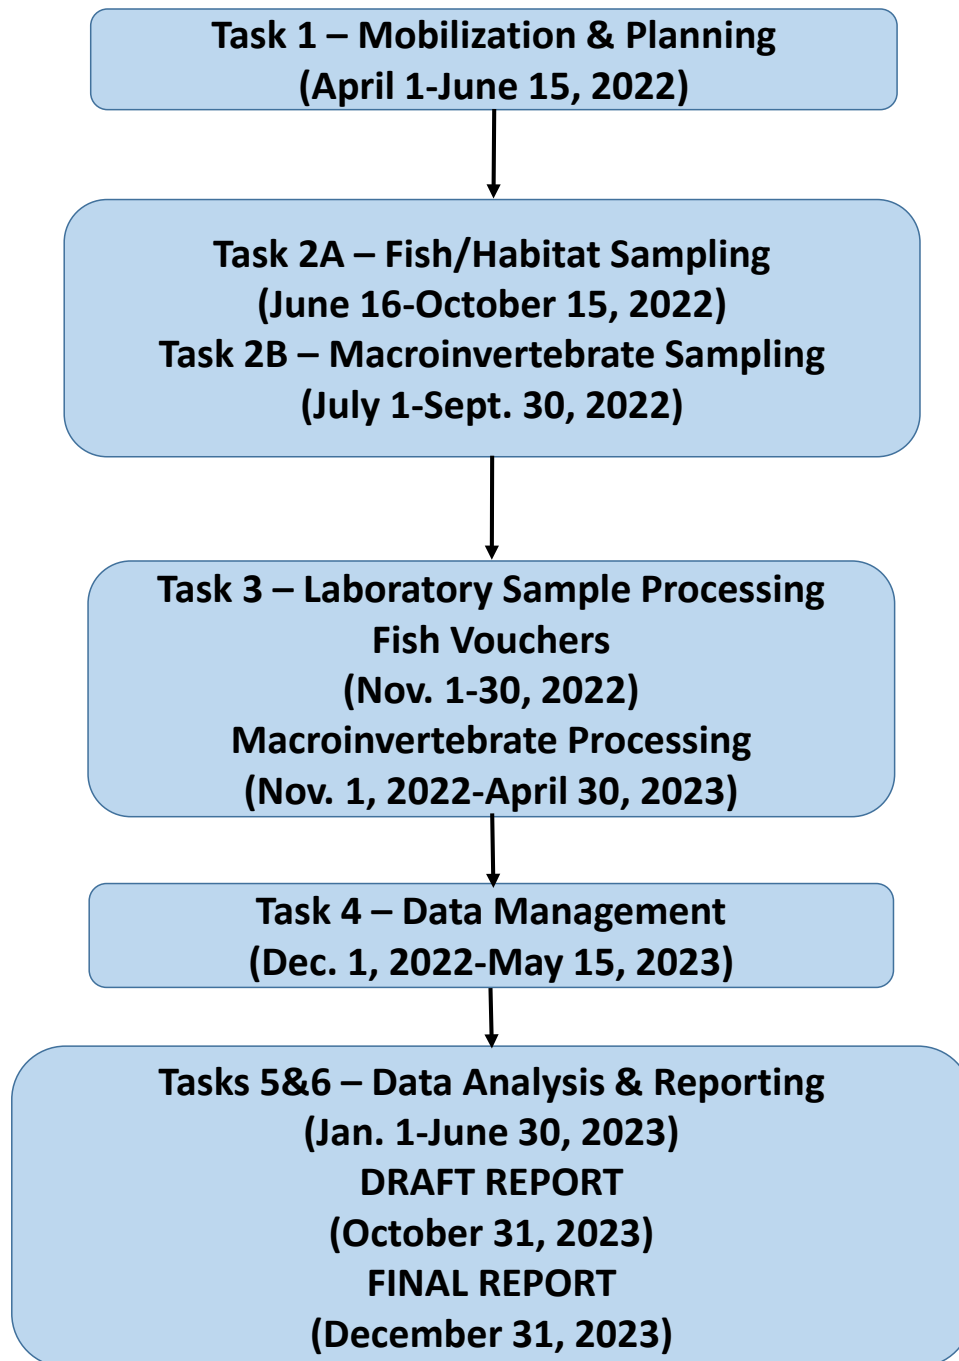 Task 1 – Mobilization & Planning
(April 1-June 15, 2022)
Task 2A – Fish/Habitat Sampling
(June 16-October 15, 2022)
Task 2B – Macroinvertebrate Sampling
(July 1-Sept. 30, 2022)
Task 3 – Laboratory Sample Processing
Fish Vouchers
(Nov. 1-30, 2022)
Macroinvertebrate Processing
(Nov. 1, 2022-April 30, 2023)
Task 4 – Data Management
(Dec. 1, 2022-May 15, 2023)
Tasks 5&6 – Data Analysis & Reporting
(Jan. 1-June 30, 2023)
DRAFT REPORT
(October 31, 2023)
FINAL REPORT
(December 31, 2023)